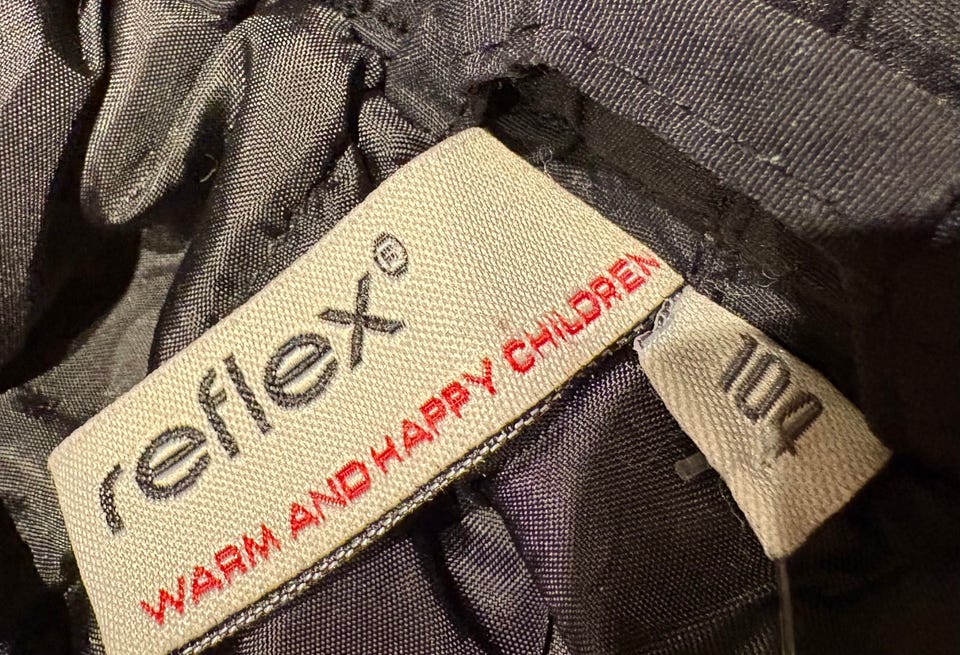 reflex®
WARM AND HAPPY CHILDREN
104